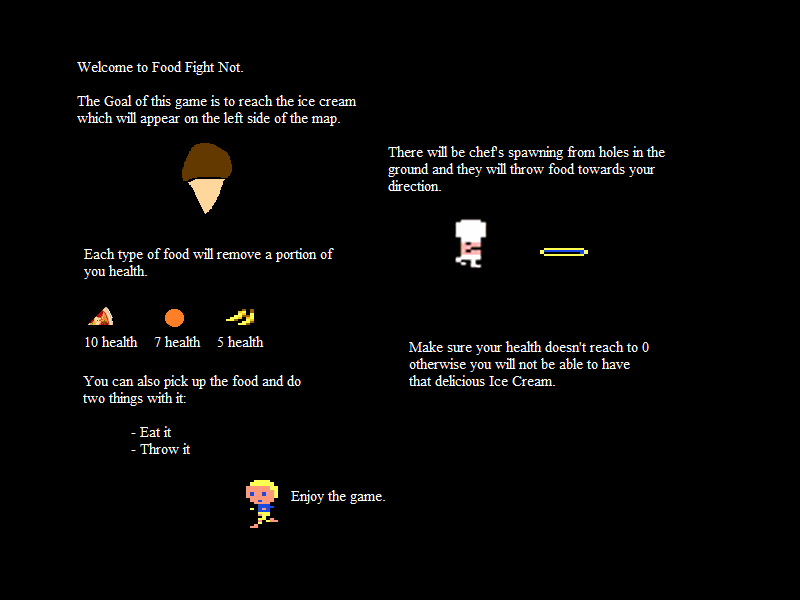 Welcome to Food Fight Not.
The Goal of this game is to reach the ice cream
which will appear on the left side of the map.
There will be chef's spawning from holes in the
ground and they will throw food towards your
direction.
Each type of food will remove a portion of
you health.
10 health
7 health
5 health
Make sure your health doesn't reach to 0
otherwise you will not be able to have
that delicious Ice Cream.
You can also pick up the food and do
two things with it:
- Eat it
- Throw it
Enjoy the game.